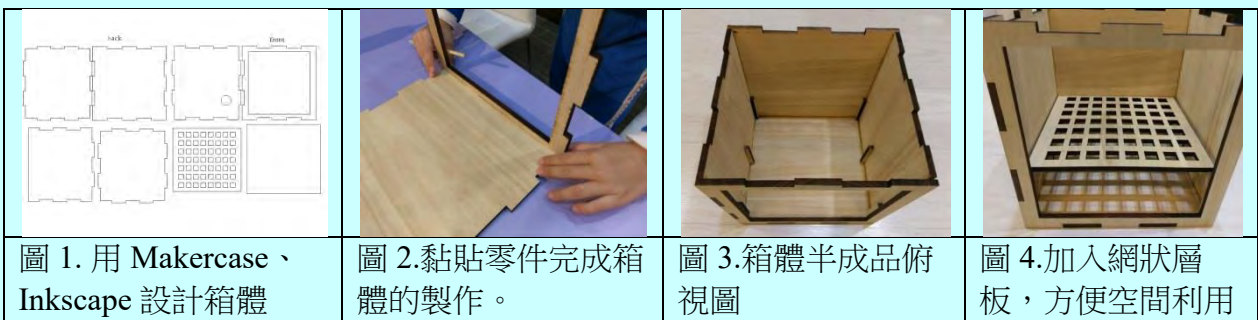 back
front
圖 1. 用 Makercase、
Inkscape 設計箱體
圖 2.黏貼零件完成箱
體的製作。
圖 3.箱體半成品俯
視圖
圖 4.加入網狀層
板，方便空間利用